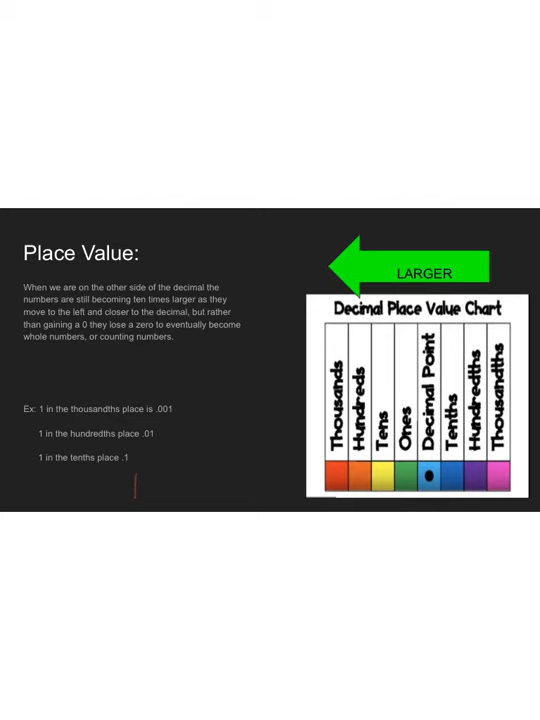 Place Value:
When we are on the other side of the decimal the
numbers are still becoming ten times larger as they
move to the left and closer to the decimal, but rather
than gaining a 0 they lose a zero to eventually become
whole numbers, or counting numbers.
Ex: 1 in the thousandths place is .001
1 in the hundredths place .01
1 in the tenths place .1
LARGER
Decimal Place Value Chart
Thousands
Hundreds
Tens
Ones
Decimal Point
Tenths
Hundredths
Thousandths